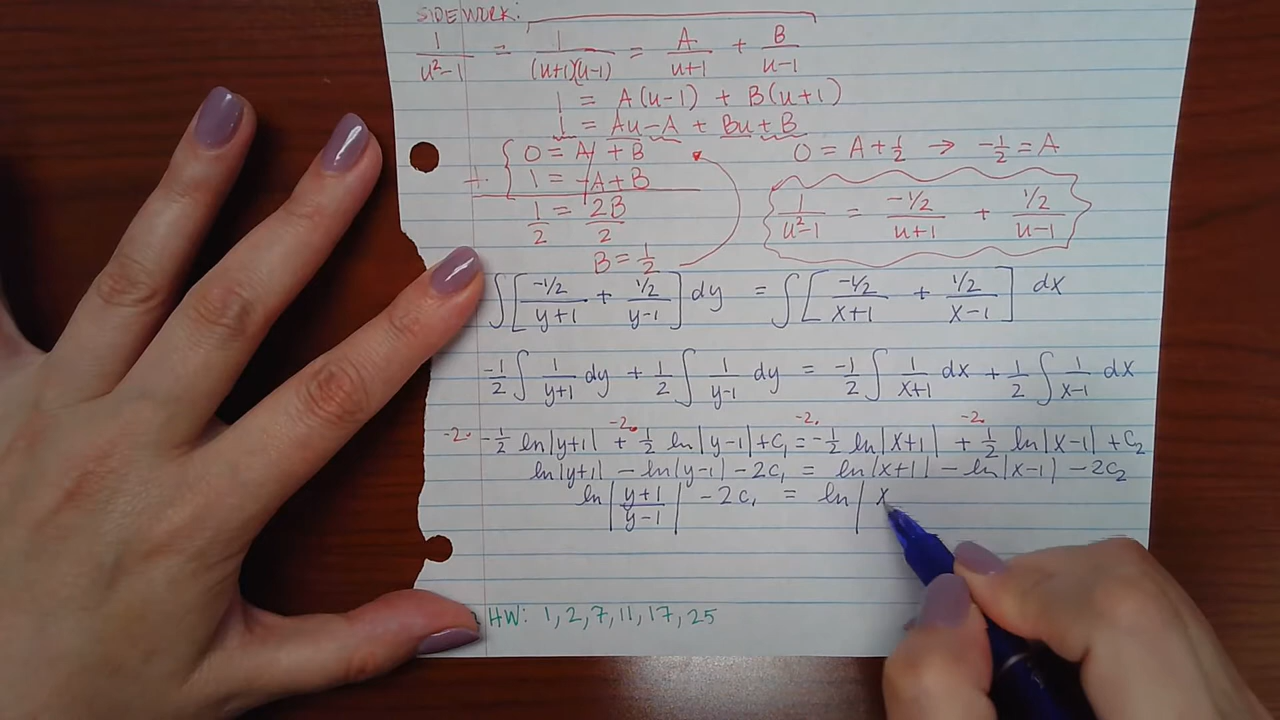 SIDEWORK:
1/(u²-1) = 1/((u+1)(u-1)) = A/(u+1) + B/(u-1)
1 = A(u-1) + B(u+1)
1 = Au-A + Bu+B
0 = A + B
+ 1 = -A+B
1/2 = 2B/2
B = 1/2
0 = A+1/2 → -1/2 = A
1/(u²-1) = (-1/2)/(u+1) + (1/2)/(u-1)
∫[(-1/2)/(y+1) + (1/2)/(y-1)] dy = ∫[(-1/2)/(x+1) + (1/2)/(x-1)] dx
-1/2 ∫ 1/(y+1) dy + 1/2 ∫ 1/(y-1) dy = -1/2 ∫ 1/(x+1) dx + 1/2 ∫ 1/(x-1) dx
-2· -2· -2· -2·
-1/2 ln|y+1| + 1/2 ln|y-1| + C₁ = -1/2 ln|x+1| + 1/2 ln|x-1| + C₂
ln|y+1| - ln|y-1| - 2C₁ = ln|x+1| - ln|x-1| - 2C₂
ln|(y+1)/(y-1)| - 2C₁ = ln| x
HW: 1, 2, 7, 11, 17, 25